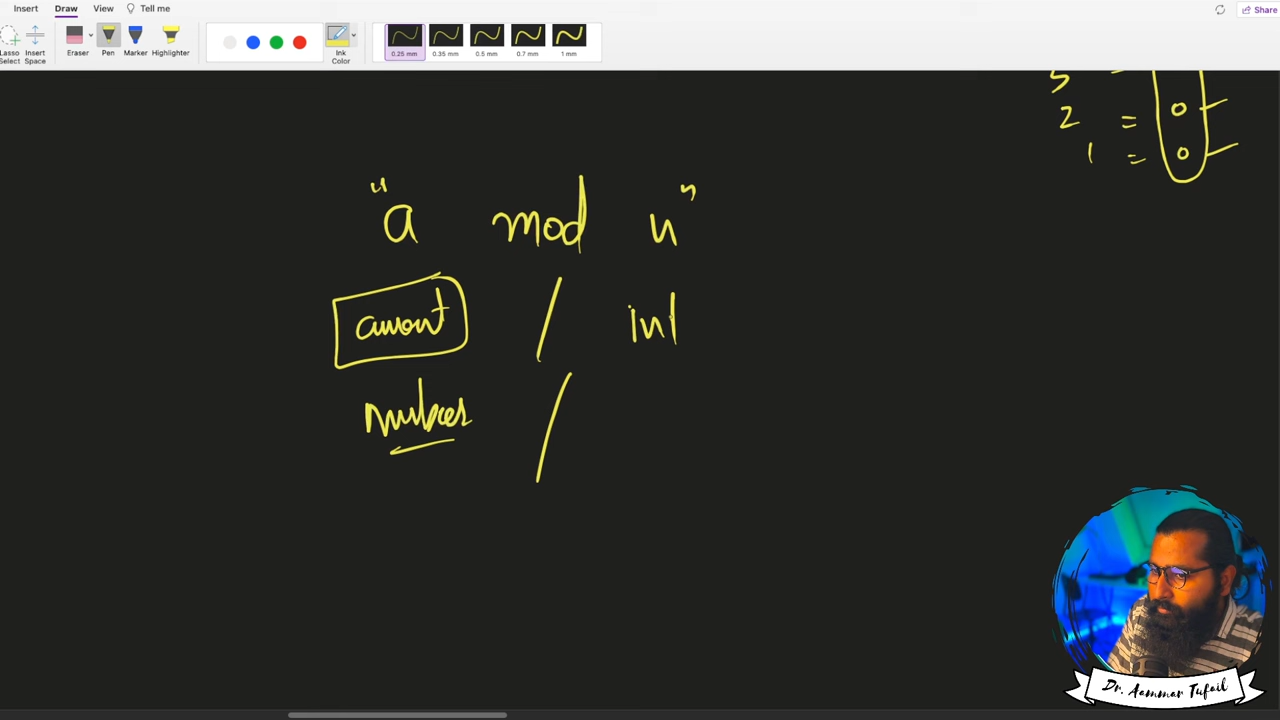 Insert Draw View Tell me
Share
Lasso Select Insert Space Eraser Pen Marker Highlighter Ink Color 0.25 mm 0.35 mm 0.5 mm 0.7 mm 1 mm
2 = 0
1 = 0
"a mod n"
/ int
/
Dr. Aammar Tufail